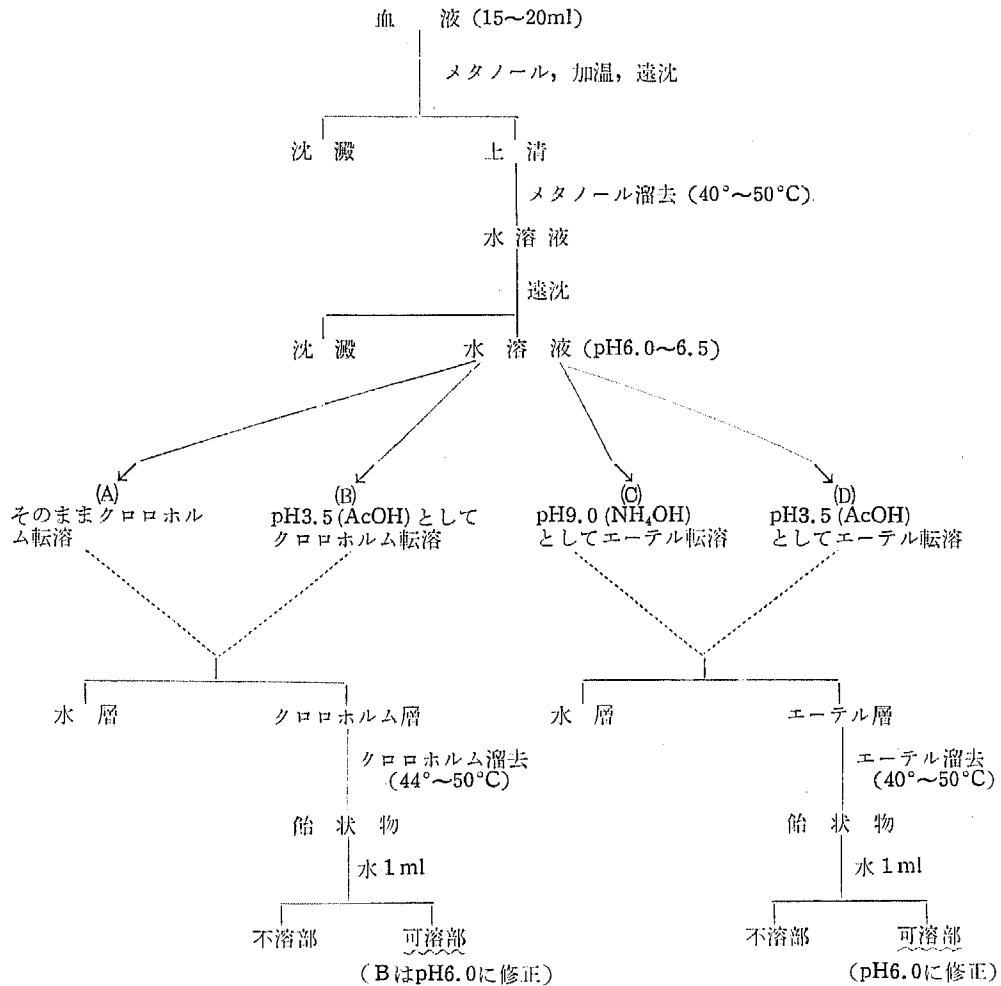 血液 (15〜20ml)
メタノール, 加温, 遠沈
沈澱
上清
メタノール溜去 (40°〜50°C)
水溶液
遠沈
沈澱
水溶液 (pH6.0〜6.5)
(A)
そのままクロロホル
ム転溶
(B)
pH3.5 (AcOH) として
クロロホルム転溶
(C)
pH9.0 (NH₄OH)
としてエーテル転溶
(D)
pH3.5 (AcOH)
としてエーテル転溶
水層
クロロホルム層
クロロホルム溜去
(44°〜50°C)
飴状物
水1ml
不溶部
可溶部
(BはpH6.0に修正)
水層
エーテル層
エーテル溜去
(40°〜50°C)
飴状物
水1ml
不溶部
可溶部
(pH6.0に修正)